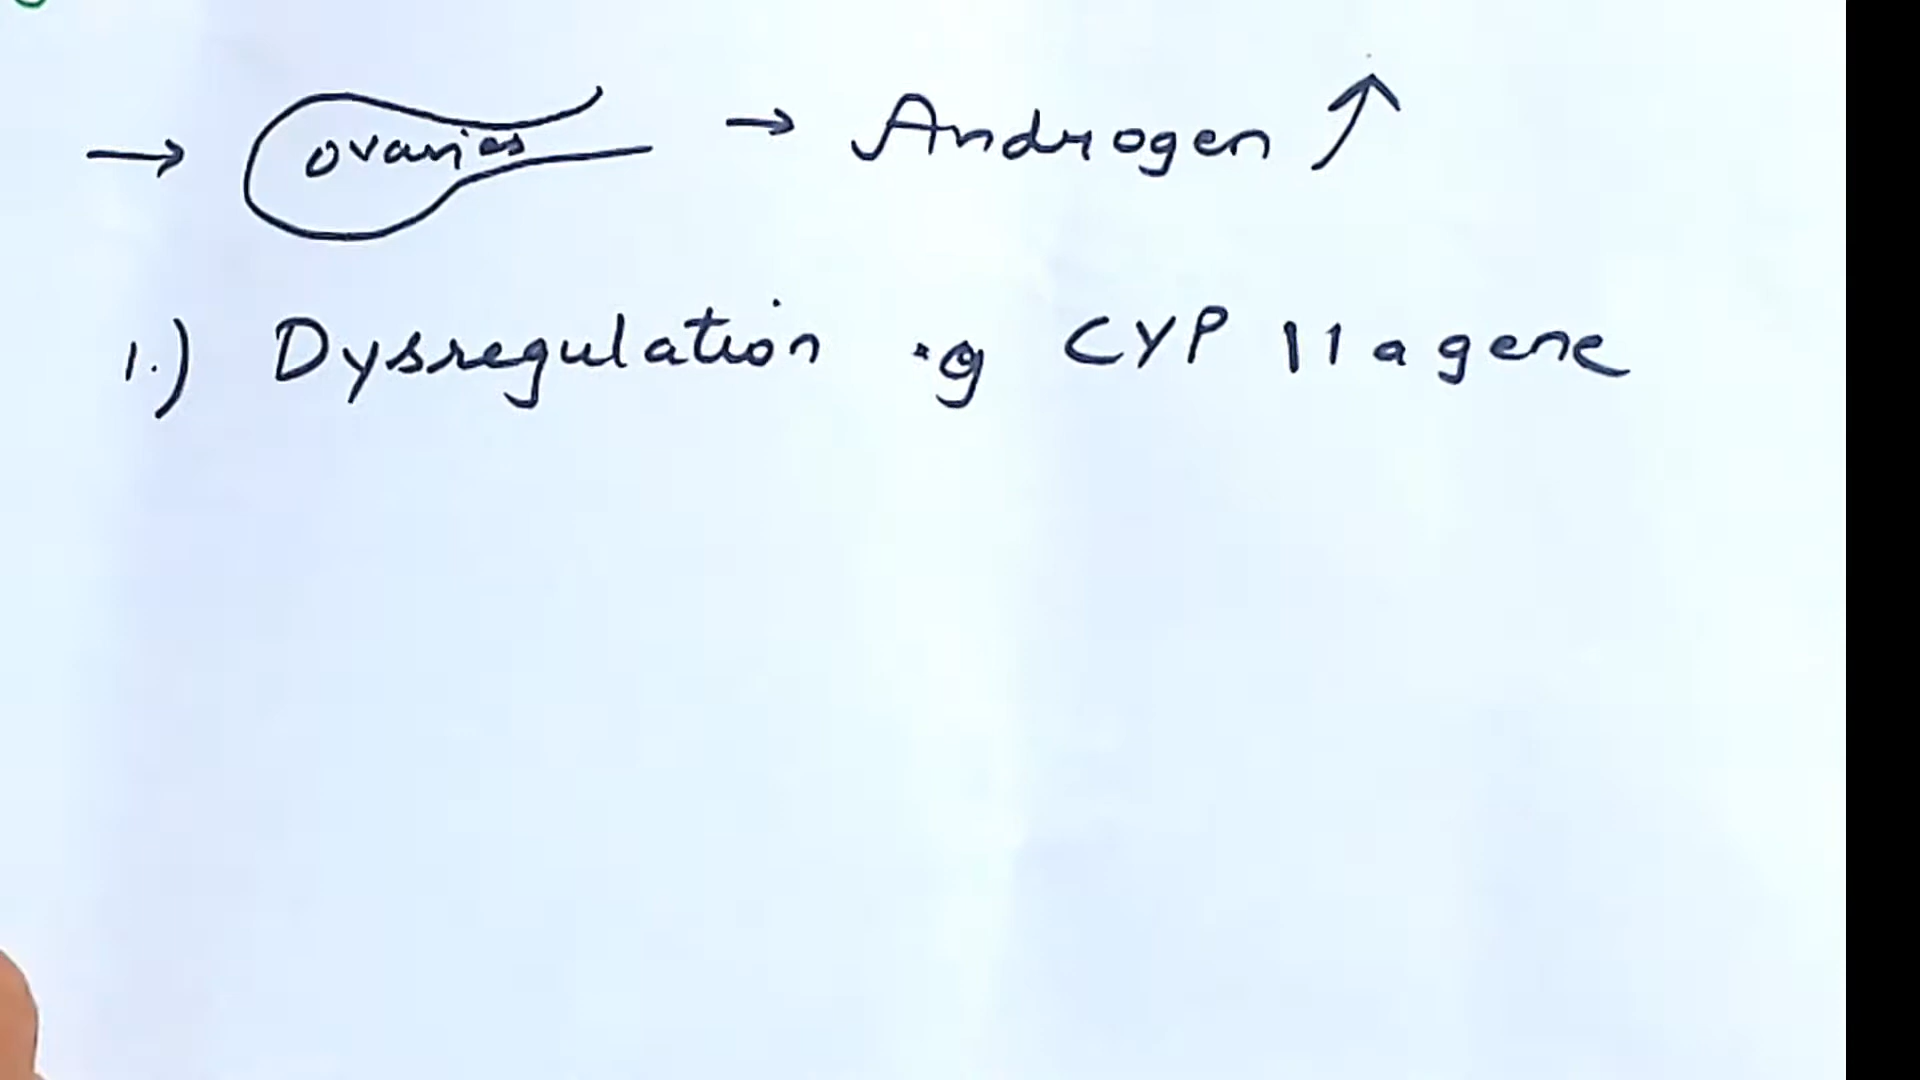 → ovaries → Androgen ↑
1.) Dysregulation of CYP 11a gene